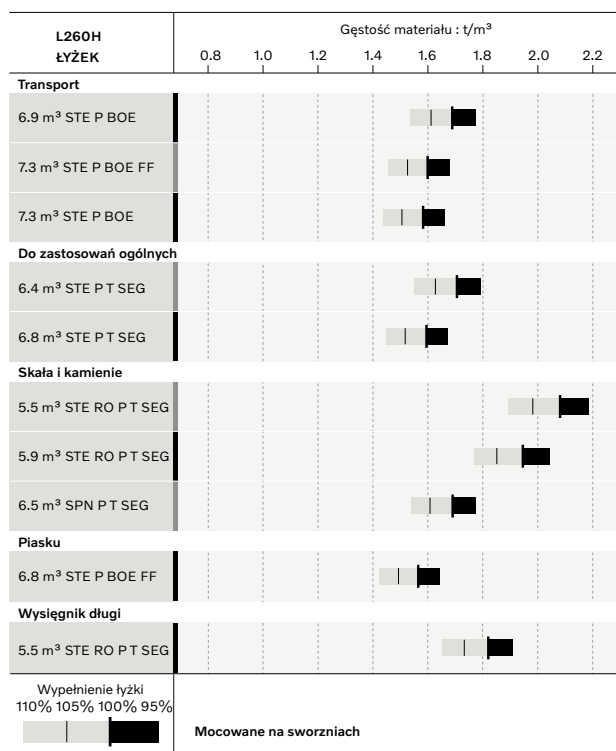 L260H
ŁYŻEK
Gęstość materiału : t/m³
0.8 1.0 1.2 1.4 1.6 1.8 2.0 2.2
Transport
6.9 m³ STE P BOE
7.3 m³ STE P BOE FF
7.3 m³ STE P BOE
Do zastosowań ogólnych
6.4 m³ STE P T SEG
6.8 m³ STE P T SEG
Skała i kamienie
5.5 m³ STE RO P T SEG
5.9 m³ STE RO P T SEG
6.5 m³ SPN P T SEG
Piasku
6.8 m³ STE P BOE FF
Wysięgnik długi
5.5 m³ STE RO P T SEG
Wypełnienie łyżki
110% 105% 100% 95%
Mocowane na sworzniach